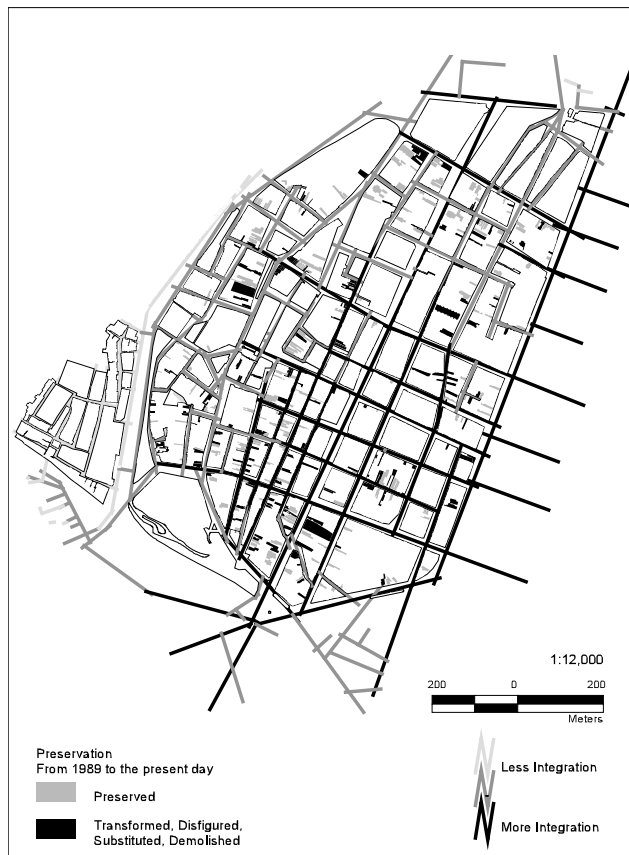 1:12,000
200 0 200
Meters
Preservation
From 1989 to the present day
Preserved
Transformed, Disfigured,
Substituted, Demolished
Less Integration
More Integration